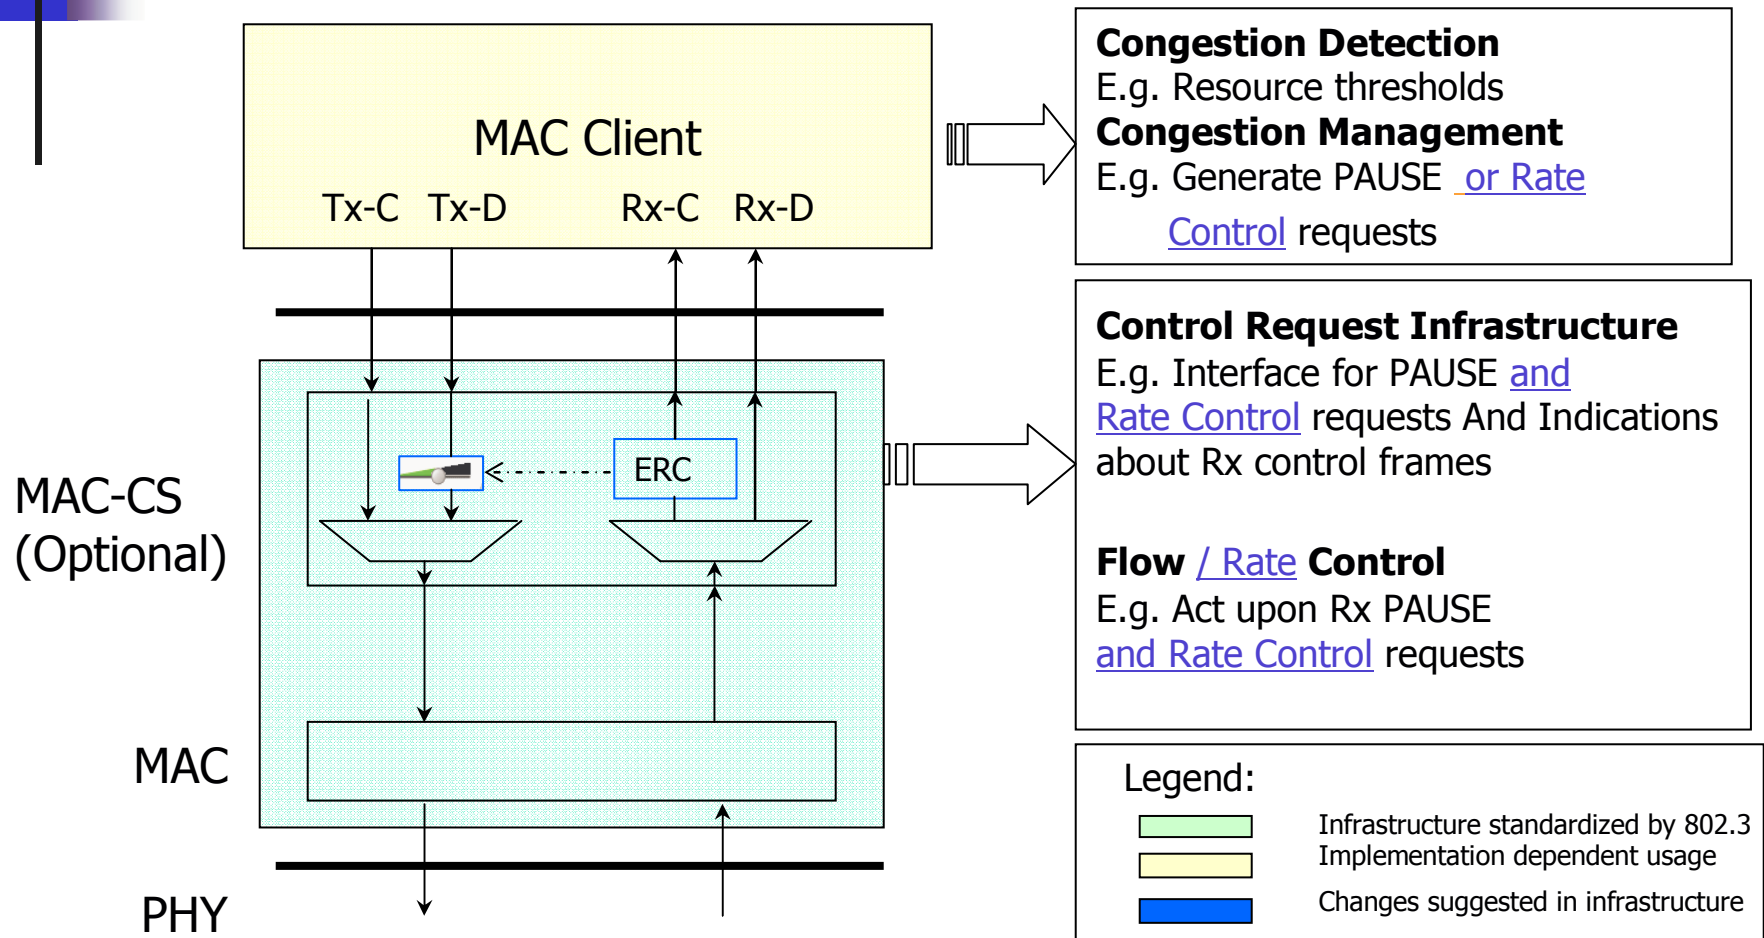 MAC Client
Tx-C Tx-D Rx-C Rx-D
ERC
MAC-CS
(Optional)
MAC
PHY
Congestion Detection
E.g. Resource thresholds
Congestion Management
E.g. Generate PAUSE or Rate
Control requests
Control Request Infrastructure
E.g. Interface for PAUSE and
Rate Control requests And Indications
about Rx control frames
Flow / Rate Control
E.g. Act upon Rx PAUSE
and Rate Control requests
Legend:
Infrastructure standardized by 802.3
Implementation dependent usage
Changes suggested in infrastructure